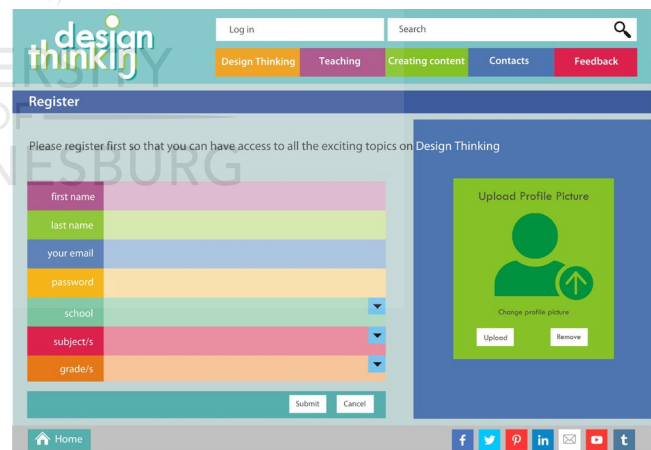 design
thinking
Log in
Search
Design Thinking
Teaching
Creating content
Contacts
Feedback
Register
Please register first so that you can have access to all the exciting topics on Design Thinking
first name
last name
your email
password
school
subject/s
grade/s
Submit
Cancel
Upload Profile Picture
Change profile picture
Upload
Remove
Home